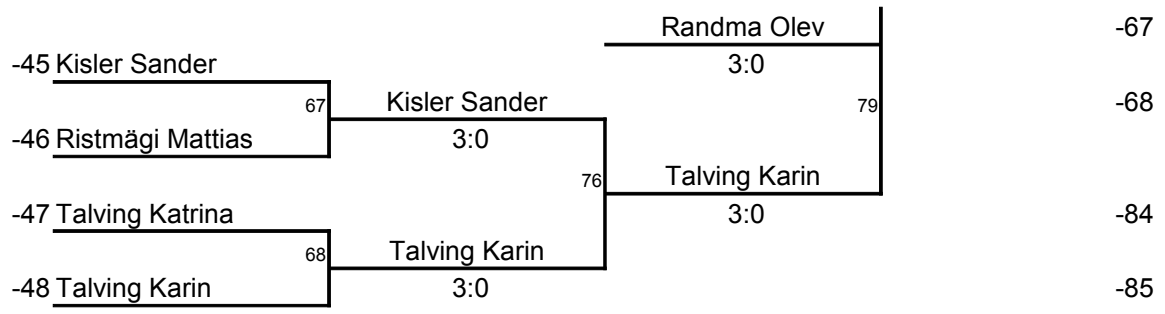 Randma Olev -67
-45 Kisler Sander 3:0
67 Kisler Sander 79 -68
-46 Ristmägi Mattias 3:0
76 Talving Karin
-47 Talving Katrina 3:0 -84
68 Talving Karin
-48 Talving Karin 3:0 -85